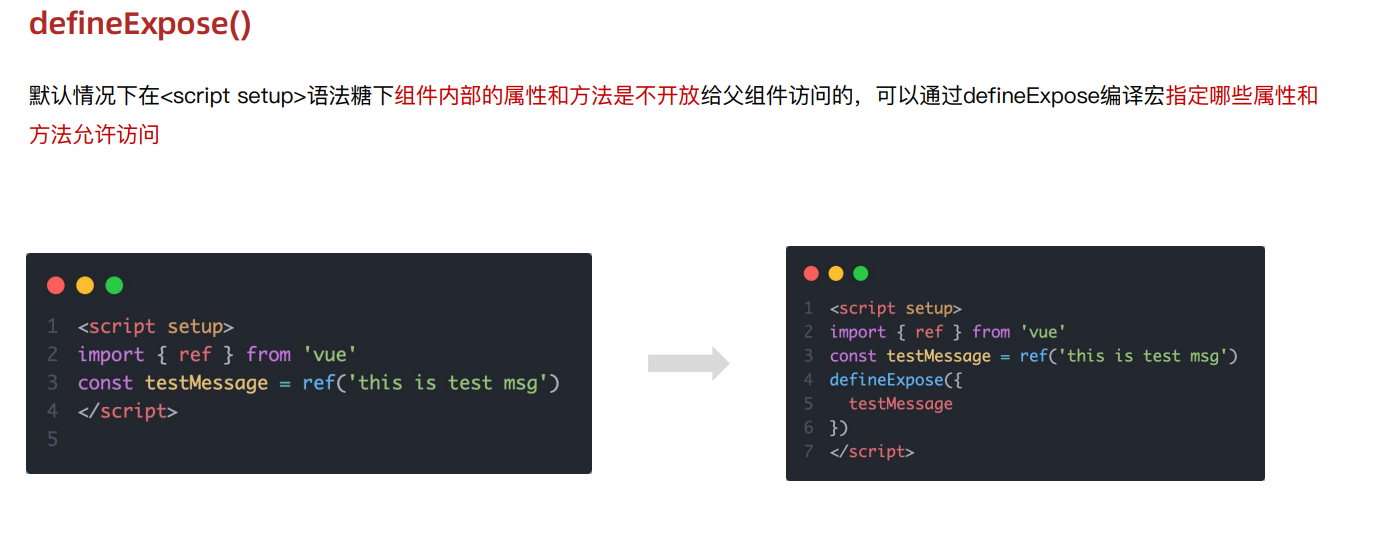 defineExpose()
默认情况下在<script setup>语法糖下组件内部的属性和方法是不开放给父组件访问的，可以通过defineExpose编译宏指定哪些属性和
方法允许访问
1 <script setup>
2 import { ref } from 'vue'
3 const testMessage = ref('this is test msg')
4 </script>
5
1 <script setup>
2 import { ref } from 'vue'
3 const testMessage = ref('this is test msg')
4 defineExpose({
5   testMessage
6 })
7 </script>